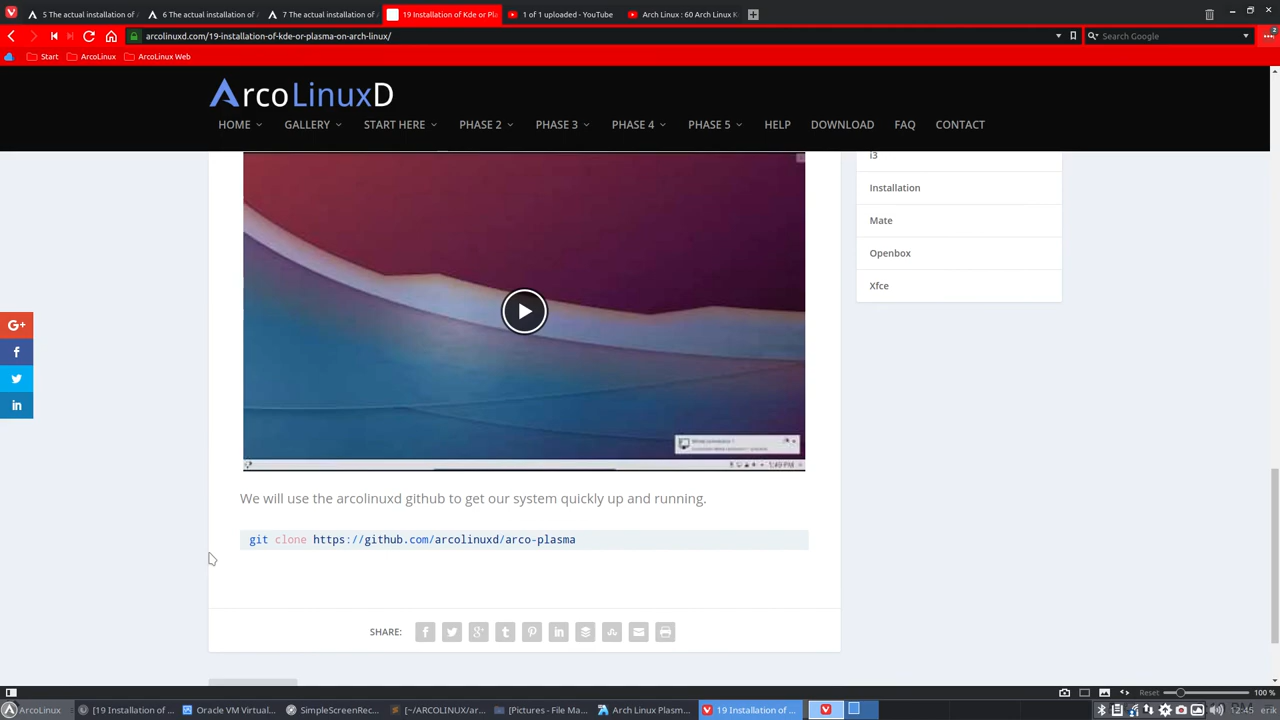 5 The actual installation of
6 The actual installation of
7 The actual installation of
19 Installation of Kde or Pla
1 of 1 uploaded - YouTube
Arch Linux : 60 Arch Linux K
arcolinuxd.com/19-installation-of-kde-or-plasma-on-arch-linux/
Search Google
2
Start
ArcoLinux
ArcoLinux Web
ArcoLinuxD
HOME
GALLERY
START HERE
PHASE 2
PHASE 3
PHASE 4
PHASE 5
HELP
DOWNLOAD
FAQ
CONTACT
i3
Installation
Mate
Openbox
Xfce
1:49 PM
We will use the arcolinuxd github to get our system quickly up and running.
git clone https://github.com/arcolinuxd/arco-plasma
SHARE:
Reset
100 %
ArcoLinux
[19 Installation of ...
Oracle VM Virtual...
SimpleScreenRec...
[~/ARCOLINUX/ar...
[Pictures - File Ma...
Arch Linux Plasm...
19 Installation of ...
12:45
erik